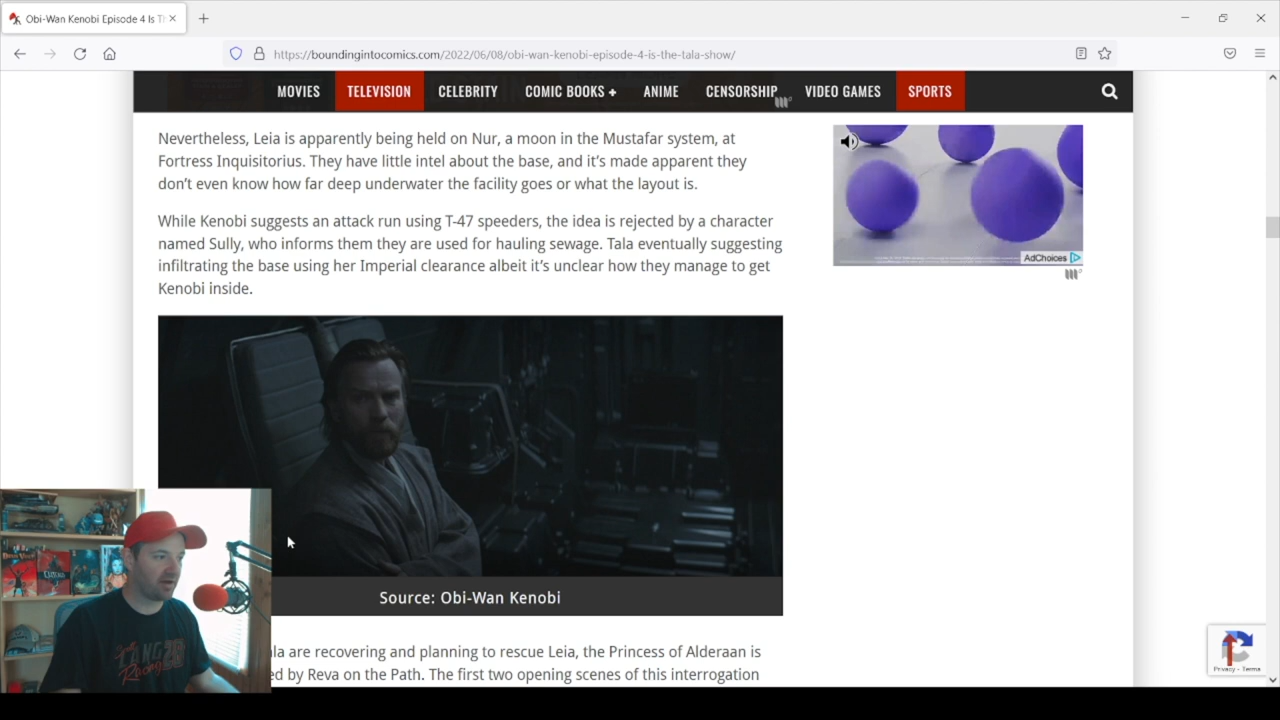 Obi-Wan Kenobi Episode 4 Is Th
https://boundingintocomics.com/2022/06/08/obi-wan-kenobi-episode-4-is-the-tala-show/
MOVIES TELEVISION CELEBRITY COMIC BOOKS + ANIME CENSORSHIP VIDEO GAMES SPORTS
Nevertheless, Leia is apparently being held on Nur, a moon in the Mustafar system, at
Fortress Inquisitorius. They have little intel about the base, and it's made apparent they
don't even know how far deep underwater the facility goes or what the layout is.
While Kenobi suggests an attack run using T-47 speeders, the idea is rejected by a character
named Sully, who informs them they are used for hauling sewage. Tala eventually suggesting
infiltrating the base using her Imperial clearance albeit it's unclear how they manage to get
Kenobi inside.
AdChoices
Source: Obi-Wan Kenobi
la are recovering and planning to rescue Leia, the Princess of Alderaan is
ed by Reva on the Path. The first two opening scenes of this interrogation
Privacy - Terms